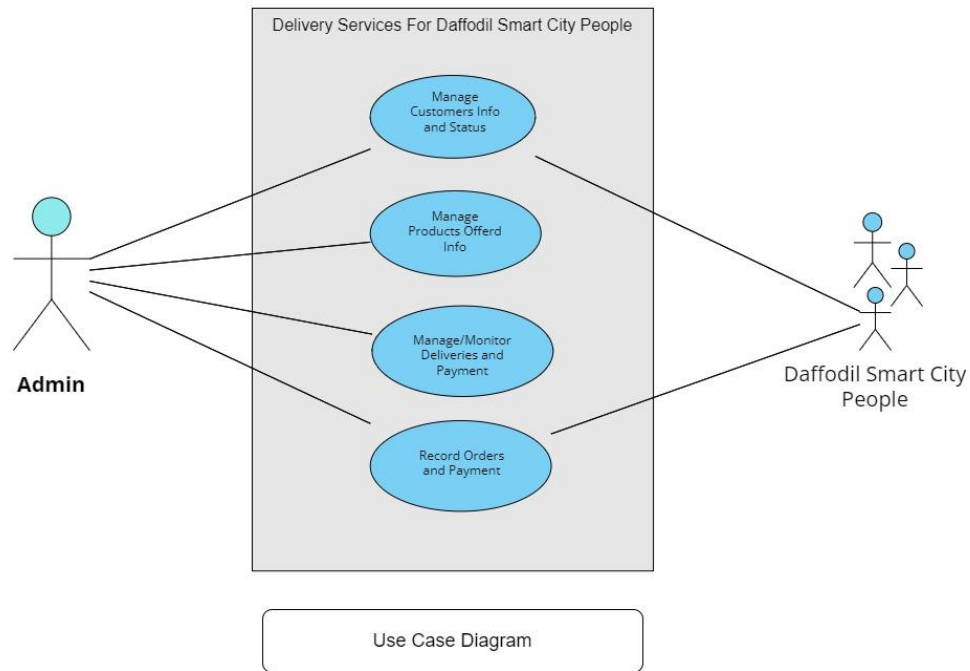 Delivery Services For Daffodil Smart City People
Manage
Customers Info
and Status
Manage
Products Offerd
Info
Manage/Monitor
Deliveries and
Payment
Record Orders
and Payment
Admin
Daffodil Smart City
People
Use Case Diagram